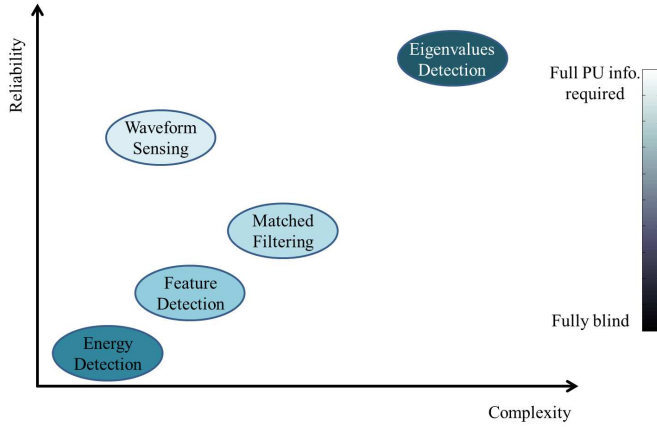 Reliability
Eigenvalues
Detection
Full PU info.
required
Waveform
Sensing
Matched
Filtering
Feature
Detection
Fully blind
Energy
Detection
Complexity